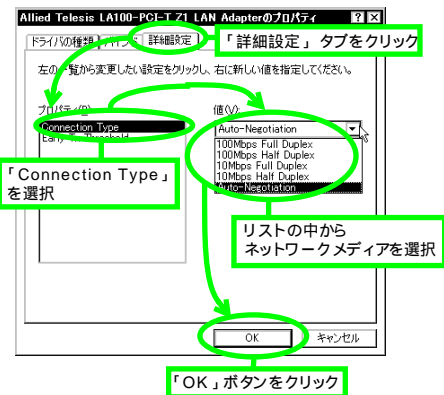 Allied Telesis LA100-PCI-T Z1 LAN Adapterのプロパティ
ドライバの種類
詳細設定
「詳細設定」タブをクリック
左の一覧から変更したい設定をクリックし、右に新しい値を指定してください。
プロパティ(P):
値(V):
Connection Type
Auto-Negotiation
100Mbps Full Duplex
100Mbps Half Duplex
10Mbps Full Duplex
10Mbps Half Duplex
Auto-Negotiation
「Connection Type」
を選択
リストの中から
ネットワークメディアを選択
OK
キャンセル
「OK」ボタンをクリック